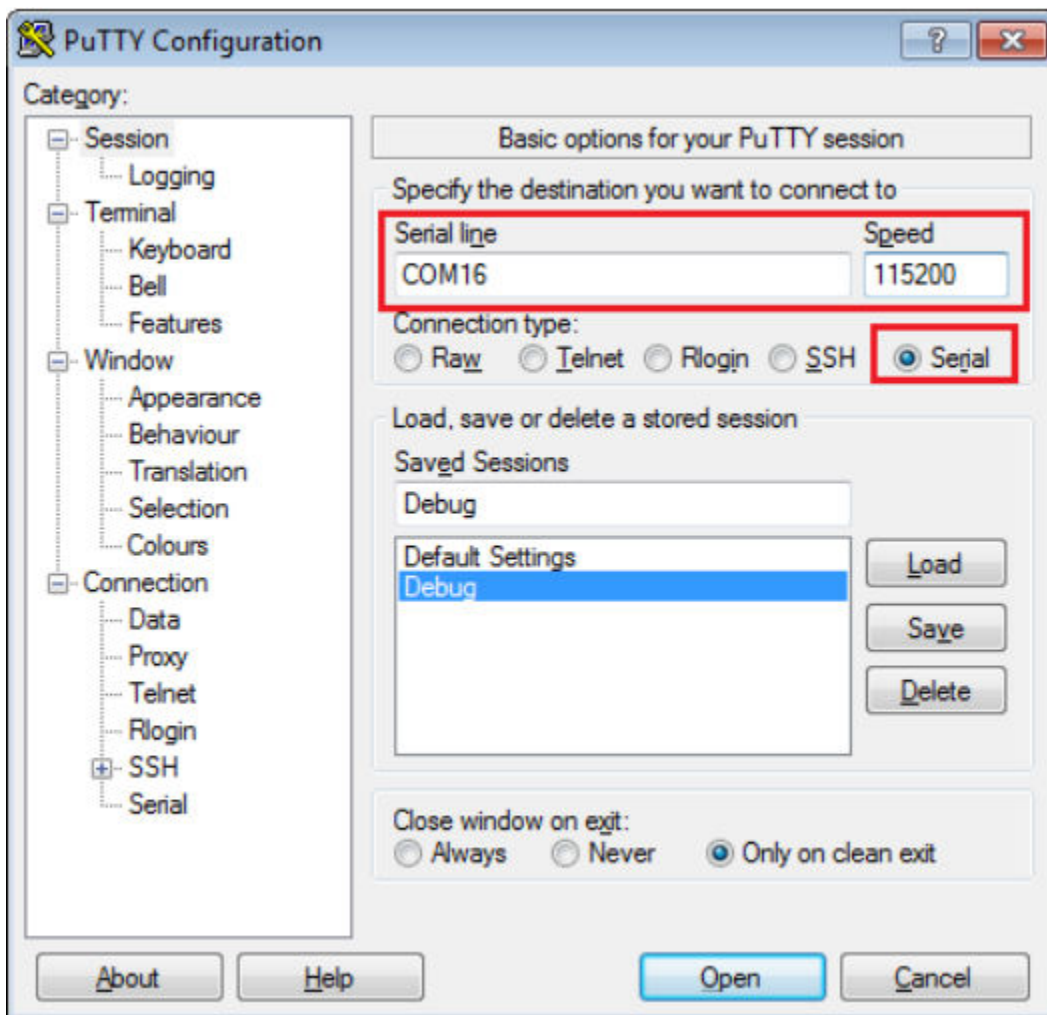 PuTTY Configuration
Category:
Session
Logging
Terminal
Keyboard
Bell
Features
Window
Appearance
Behaviour
Translation
Selection
Colours
Connection
Data
Proxy
Telnet
Rlogin
SSH
Serial
Basic options for your PuTTY session
Specify the destination you want to connect to
Serial line Speed
COM16 115200
Connection type:
Raw Telnet Rlogin SSH Serial
Load, save or delete a stored session
Saved Sessions
Debug
Default Settings
Debug
Load
Save
Delete
Close window on exit:
Always Never Only on clean exit
About Help Open Cancel